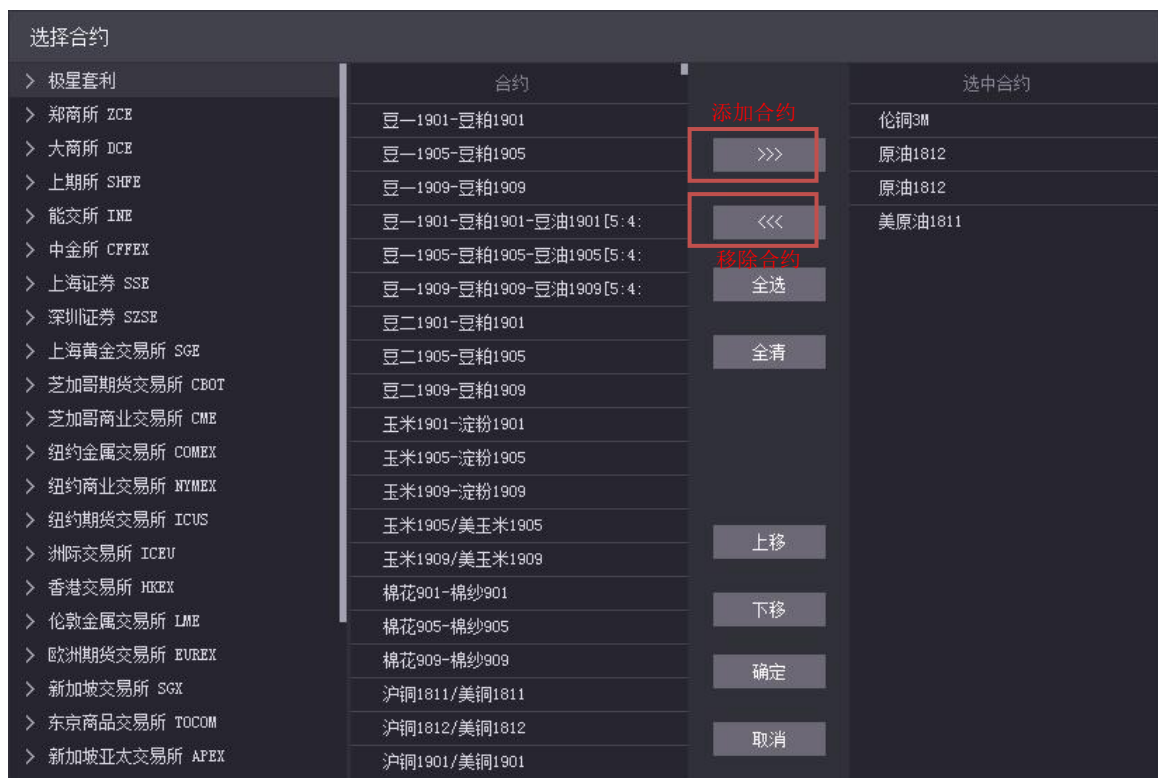 选择合约
极星套利
郑商所 ZCE
大商所 DCE
上期所 SHFE
能交所 INE
中金所 CFFEX
上海证券 SSE
深圳证券 SZSE
上海黄金交易所 SGE
芝加哥期货交易所 CBOT
芝加哥商业交易所 CME
纽约金属交易所 COMEX
纽约商业交易所 NYMEX
纽约期货交易所 ICUS
洲际交易所 ICEU
香港交易所 HKEX
伦敦金属交易所 LME
欧洲期货交易所 EUREX
新加坡交易所 SGX
东京商品交易所 TOCOM
新加坡亚太交易所 APEX
合约
豆一1901-豆粕1901
豆一1905-豆粕1905
豆一1909-豆粕1909
豆一1901-豆粕1901-豆油1901[5:4:
豆一1905-豆粕1905-豆油1905[5:4:
豆一1909-豆粕1909-豆油1909[5:4:
豆二1901-豆粕1901
豆二1905-豆粕1905
豆二1909-豆粕1909
玉米1901-淀粉1901
玉米1905-淀粉1905
玉米1909-淀粉1909
玉米1905/美玉米1905
玉米1909/美玉米1909
棉花901-棉纱901
棉花905-棉纱905
棉花909-棉纱909
沪铜1811/美铜1811
沪铜1812/美铜1812
沪铜1901/美铜1901
添加合约
>>>
<<<
移除合约
全选
全清
上移
下移
确定
取消
选中合约
伦铜3M
原油1812
原油1812
美原油1811